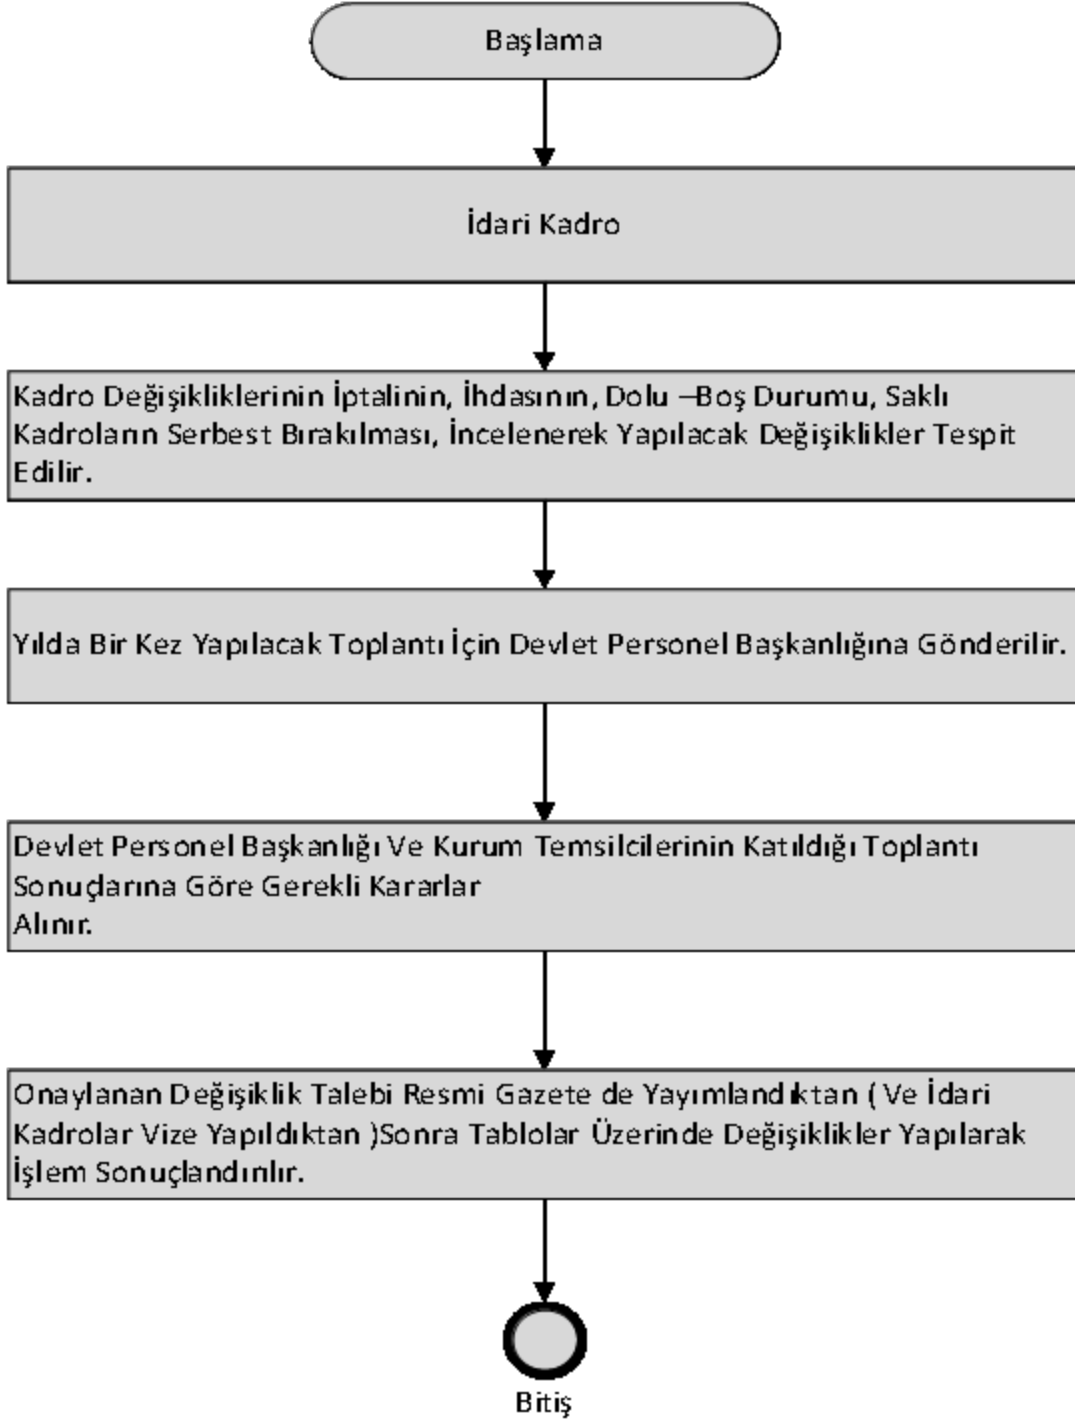 Başlama
İdari Kadro
Kadro Değişikliklerinin İptalinin, İhdasının, Dolu –Boş Durumu, Saklı
Kadroların Serbest Bırakılması, İncelenerek Yapılacak Değişiklikler Tespit
Edilir.
Yılda Bir Kez Yapılacak Toplantı İçin Devlet Personel Başkanlığına Gönderilir.
Devlet Personel Başkanlığı Ve Kurum Temsilcilerinin Katıldığı Toplantı
Sonuçlarına Göre Gerekli Kararlar
Alınır.
Onaylanan Değişiklik Talebi Resmi Gazete de Yayımlandıktan ( Ve İdari
Kadrolar Vize Yapıldıktan )Sonra Tablolar Üzerinde Değişiklikler Yapılarak
İşlem Sonuçlandırılır.
Bitiş